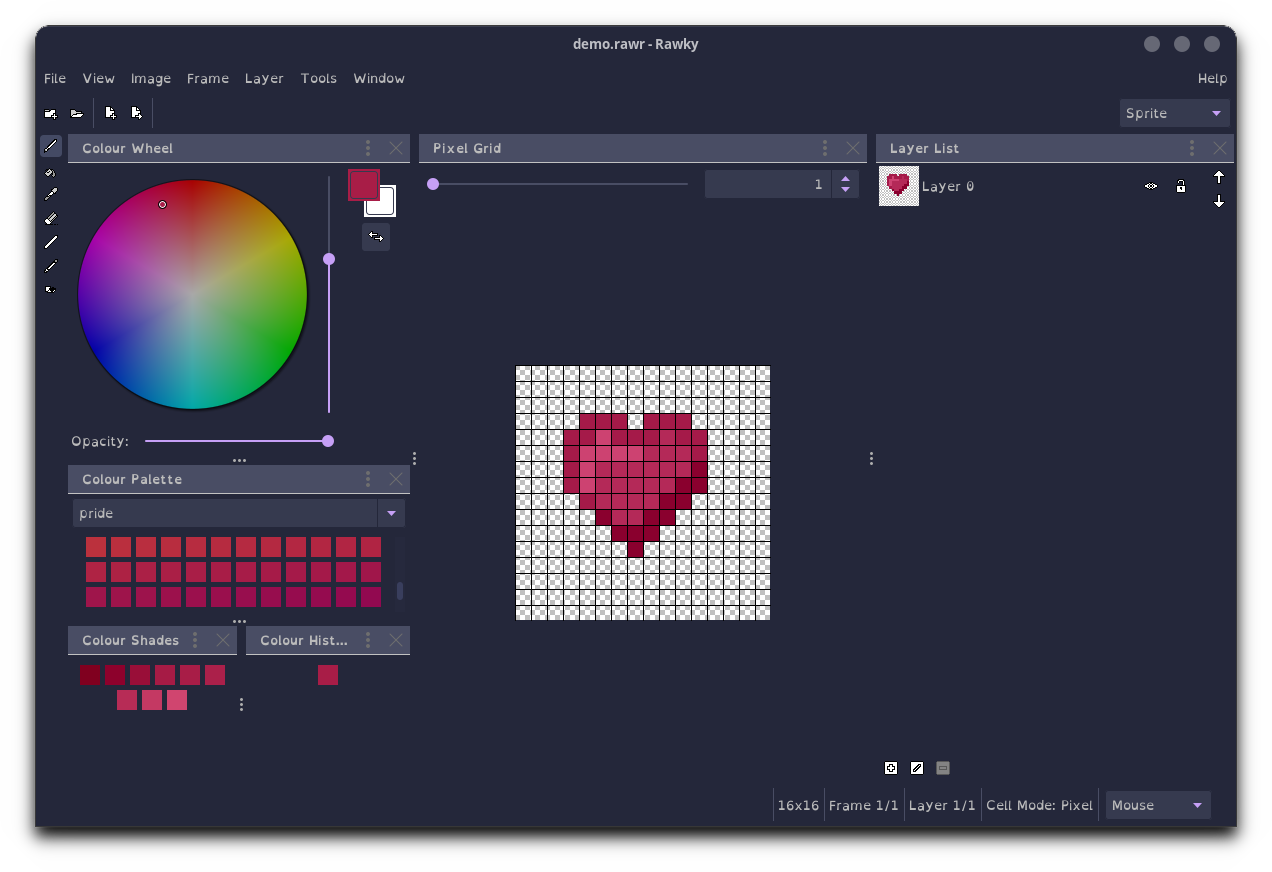 demo.rawr - Rawky
File View Image Frame Layer Tools Window Help
Sprite
Colour Wheel
Pixel Grid
Layer List
1
Layer 0
Opacity:
Colour Palette
pride
Colour Shades
Colour Hist...
16x16 Frame 1/1 Layer 1/1 Cell Mode: Pixel Mouse